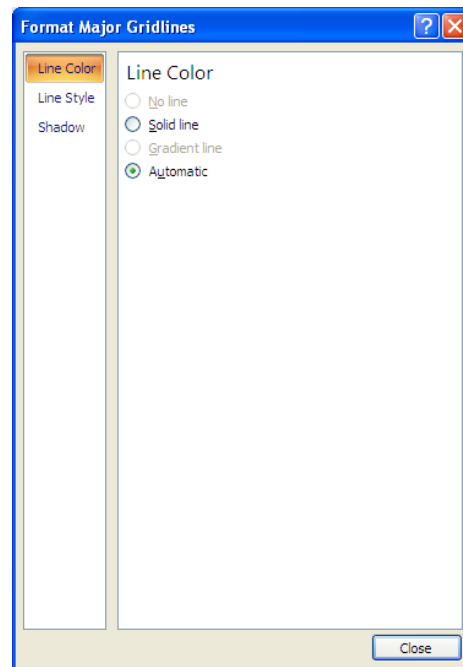 Format Major Gridlines
Line Color
Line Style
Shadow
Line Color
No line
Solid line
Gradient line
Automatic
Close